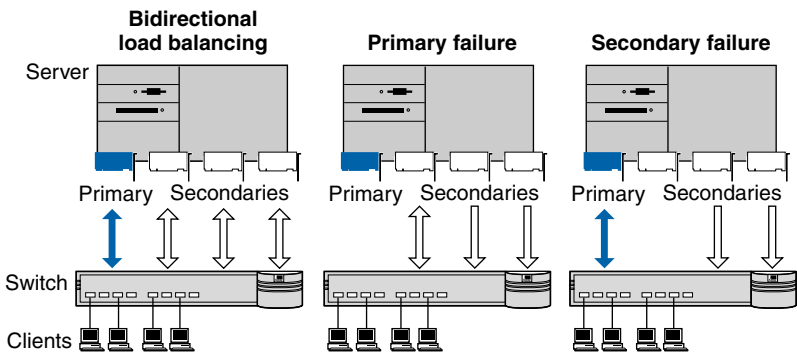 Bidirectional
load balancing
Primary failure
Secondary failure
Server
Primary Secondaries
Primary Secondaries
Primary Secondaries
Switch
Clients